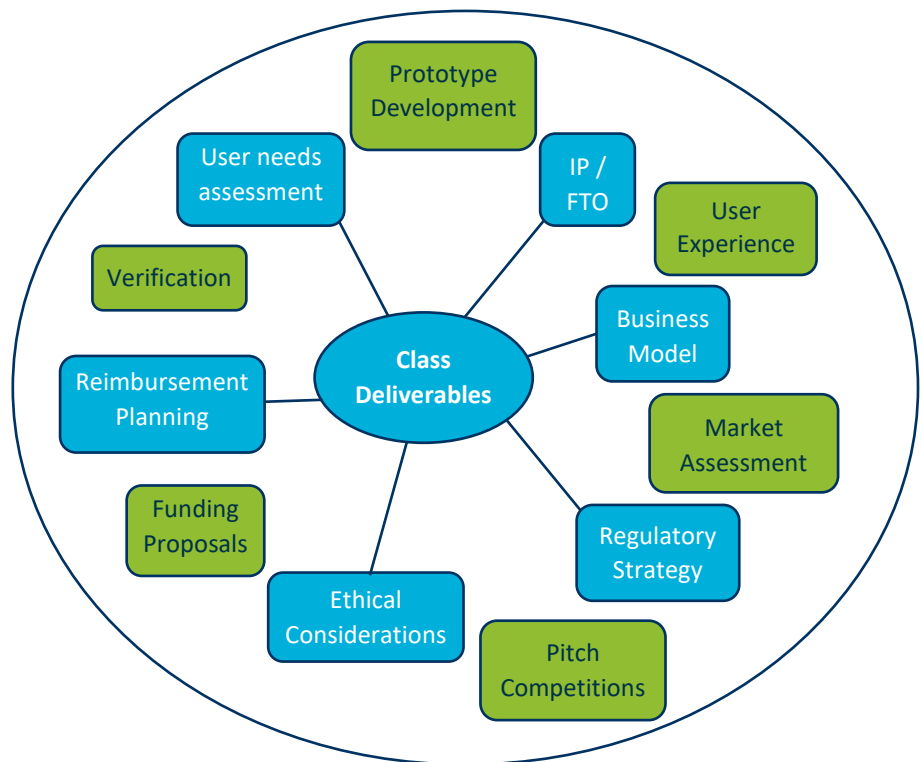 Prototype
Development
User needs
assessment
IP /
FTO
User
Experience
Verification
Business
Model
Class
Deliverables
Reimbursement
Planning
Market
Assessment
Funding
Proposals
Regulatory
Strategy
Ethical
Considerations
Pitch
Competitions